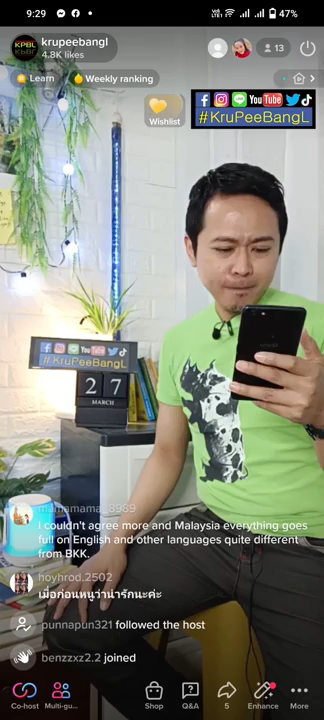 9:29
47%
krupeebangl
4.8K likes
13
Learn
Weekly ranking
Wishlist
YouTube
#KruPeeBangL
YouTube
#KruPeeBangL
27
MARCH
mamamamat_8989
I couldn't agree more and Malaysia everything goes
full on English and other languages quite different
from BKK.
hoyhrod.2502
เมื่อก่อนหนูว่าน่ารักนะค่ะ
punnapun321 followed the host
benzzxz2.2 joined
Co-host
Multi-gu...
Shop
Q&A
5
Enhance
More